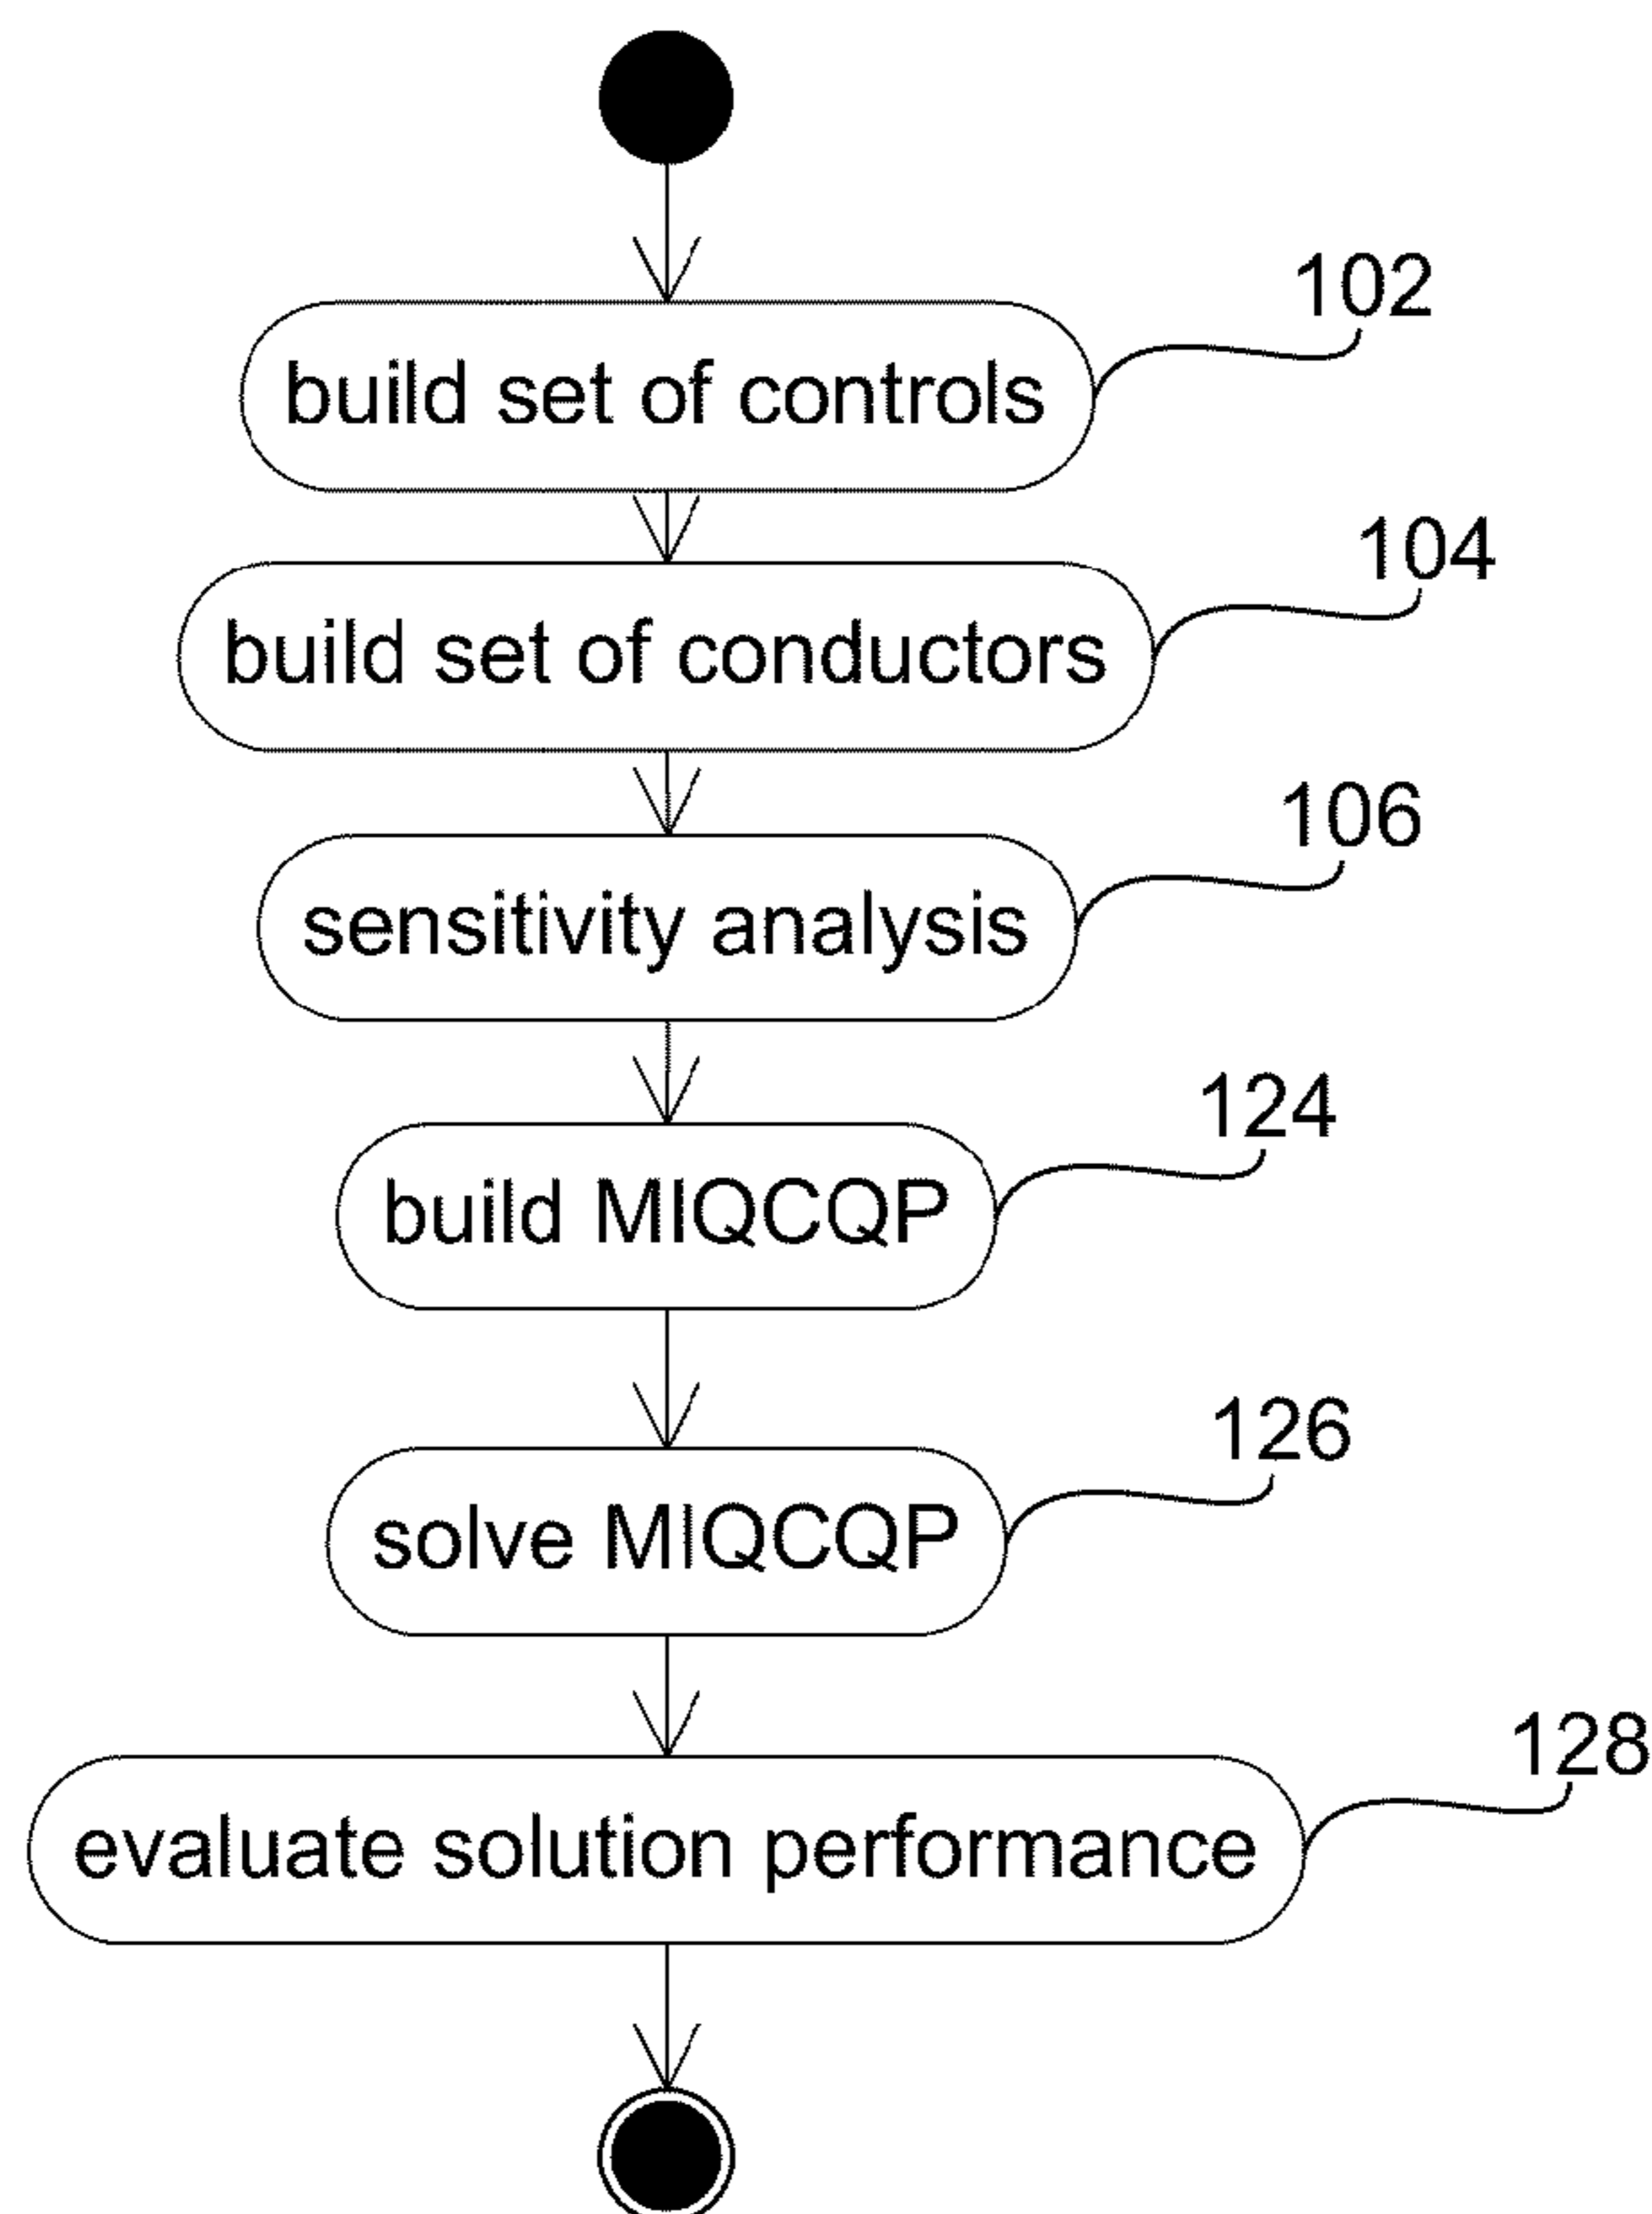 102
build set of controls
104
build set of conductors
106
sensitivity analysis
124
build MIQCQP
126
solve MIQCQP
128
evaluate solution performance